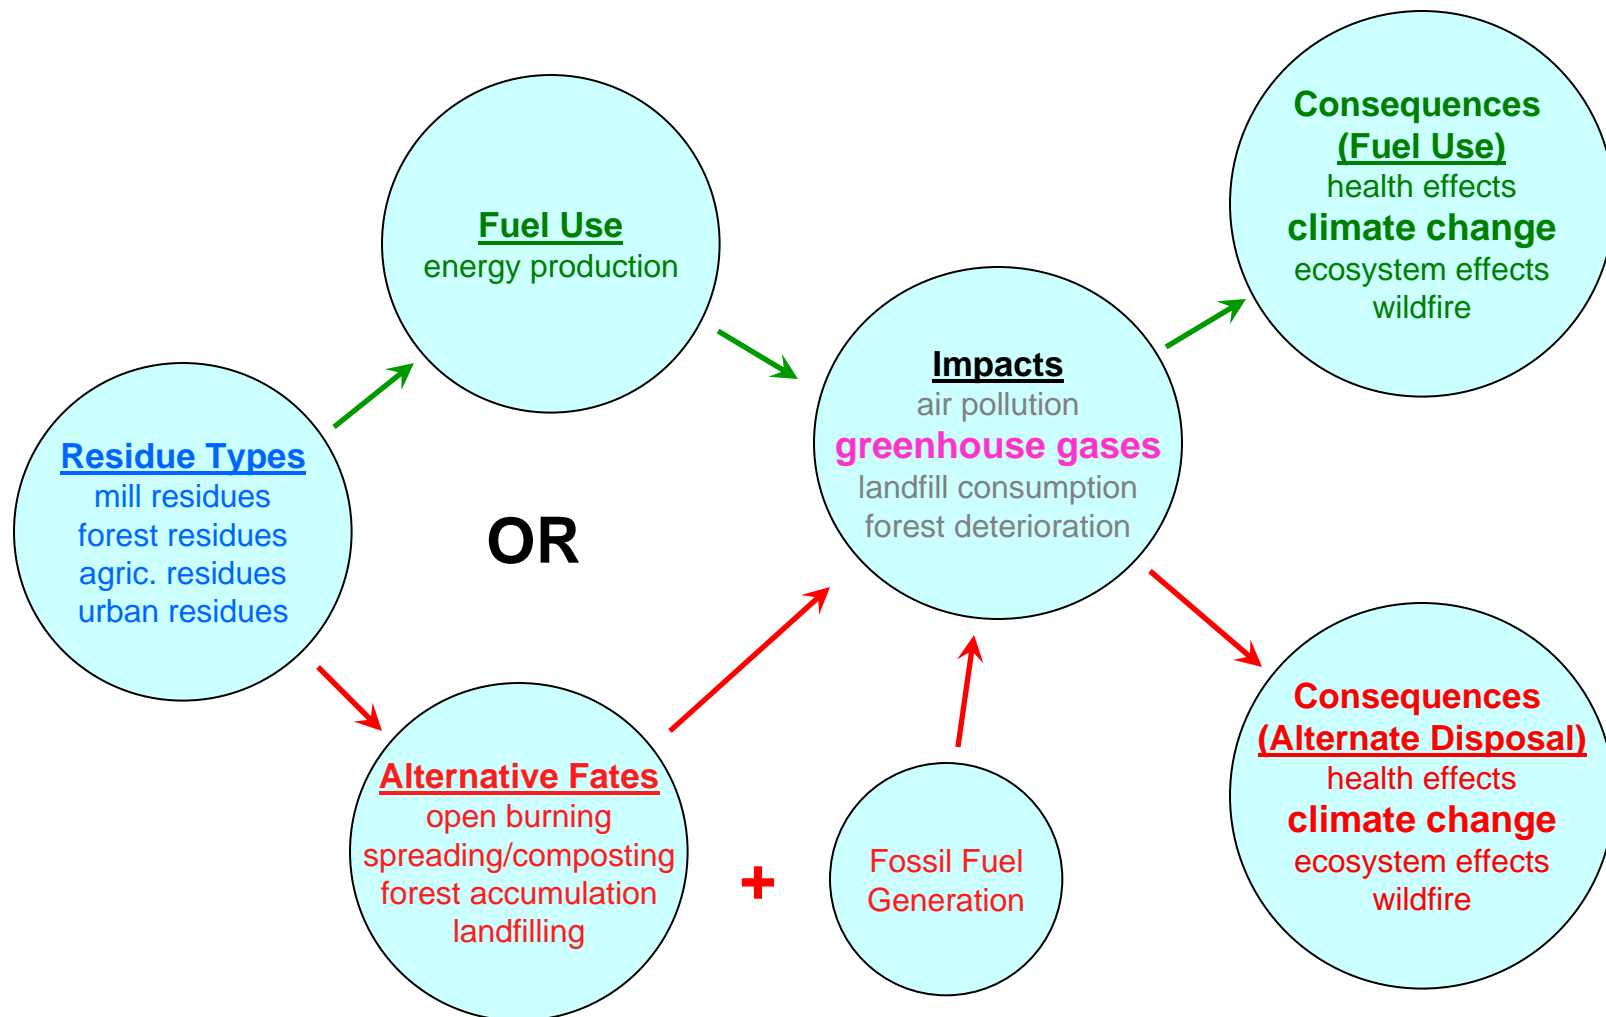 Residue Types
mill residues
forest residues
agric. residues
urban residues
Fuel Use
energy production
OR
Alternative Fates
open burning
spreading/composting
forest accumulation
landfilling
+
Fossil Fuel
Generation
Impacts
air pollution
greenhouse gases
landfill consumption
forest deterioration
Consequences
(Fuel Use)
health effects
climate change
ecosystem effects
wildfire
Consequences
(Alternate Disposal)
health effects
climate change
ecosystem effects
wildfire